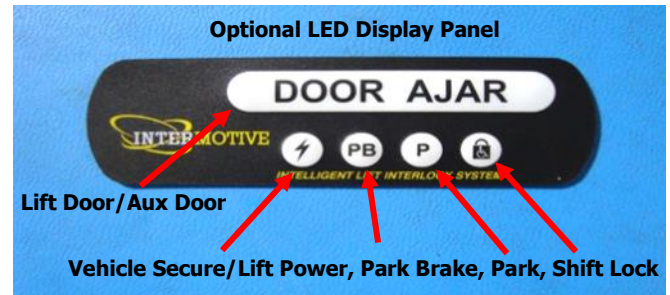 Optional LED Display Panel
DOOR AJAR
INTERMOTIVE
PB
P
INTELLIGENT LIFT INTERLOCK SYSTEM
Lift Door/Aux Door
Vehicle Secure/Lift Power, Park Brake, Park, Shift Lock